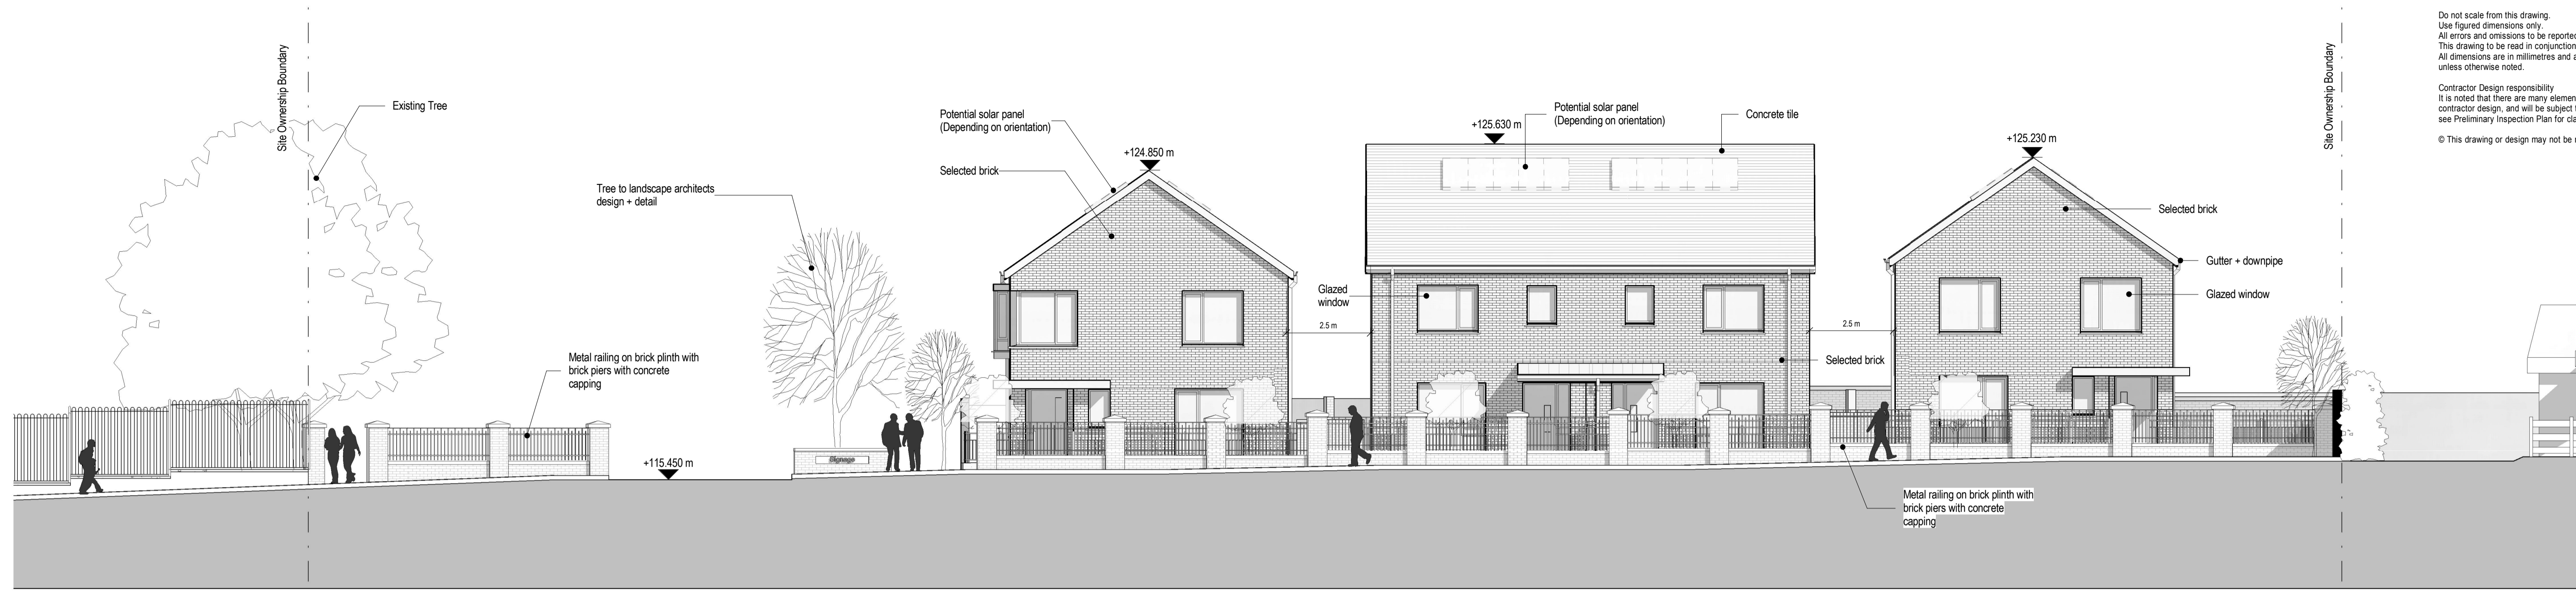 Site Ownership Boundary
Existing Tree
Metal railing on brick plinth with
brick piers with concrete
capping
Tree to landscape architects
design + detail
+115.450 m
Signage
Potential solar panel
(Depending on orientation)
Selected brick
+124.850 m
Glazed
window
2.5 m
+125.630 m
Potential solar panel
(Depending on orientation)
Concrete tile
Selected brick
2.5 m
+125.230 m
Selected brick
Gutter + downpipe
Glazed window
Metal railing on brick plinth with
brick piers with concrete
capping
Site Ownership Boundary
Do not scale from this drawing.
Use figured dimensions only.
All errors and omissions to be reported
This drawing to be read in conjunction
All dimensions are in millimetres and a
unless otherwise noted.
Contractor Design responsibility
It is noted that there are many elemen
contractor design, and will be subject
see Preliminary Inspection Plan for cla
© This drawing or design may not be